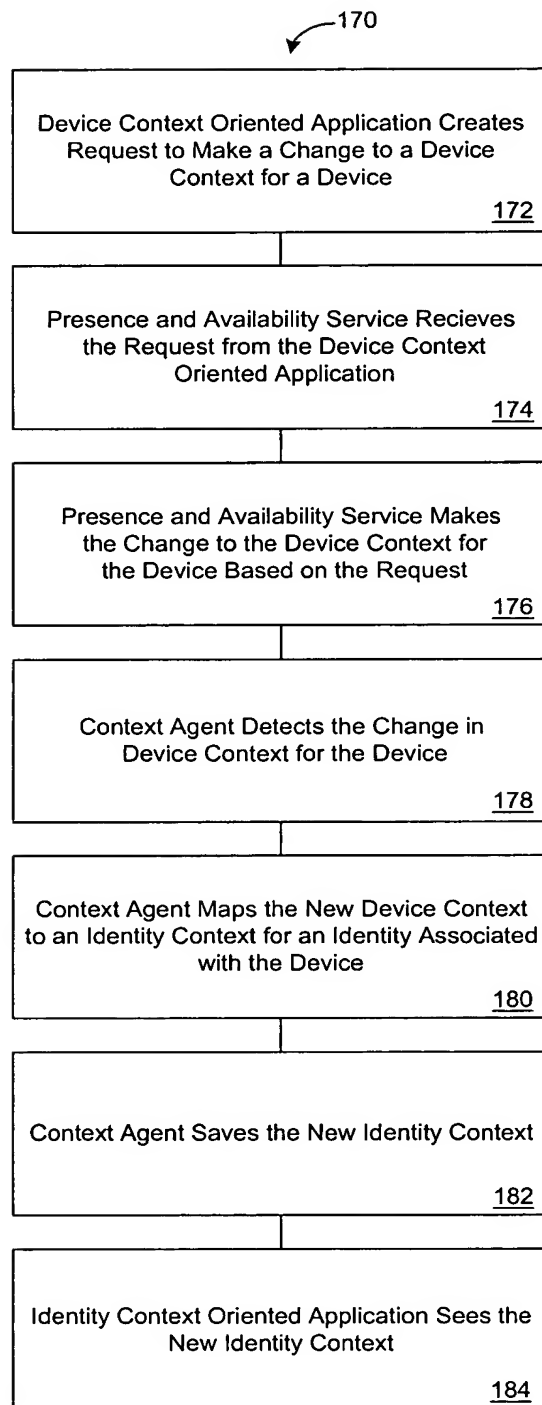 170
Device Context Oriented Application Creates
Request to Make a Change to a Device
Context for a Device
172
Presence and Availability Service Recieves
the Request from the Device Context
Oriented Application
174
Presence and Availability Service Makes
the Change to the Device Context for
the Device Based on the Request
176
Context Agent Detects the Change in
Device Context for the Device
178
Context Agent Maps the New Device Context
to an Identity Context for an Identity Associated
with the Device
180
Context Agent Saves the New Identity Context
182
Identity Context Oriented Application Sees the
New Identity Context
184